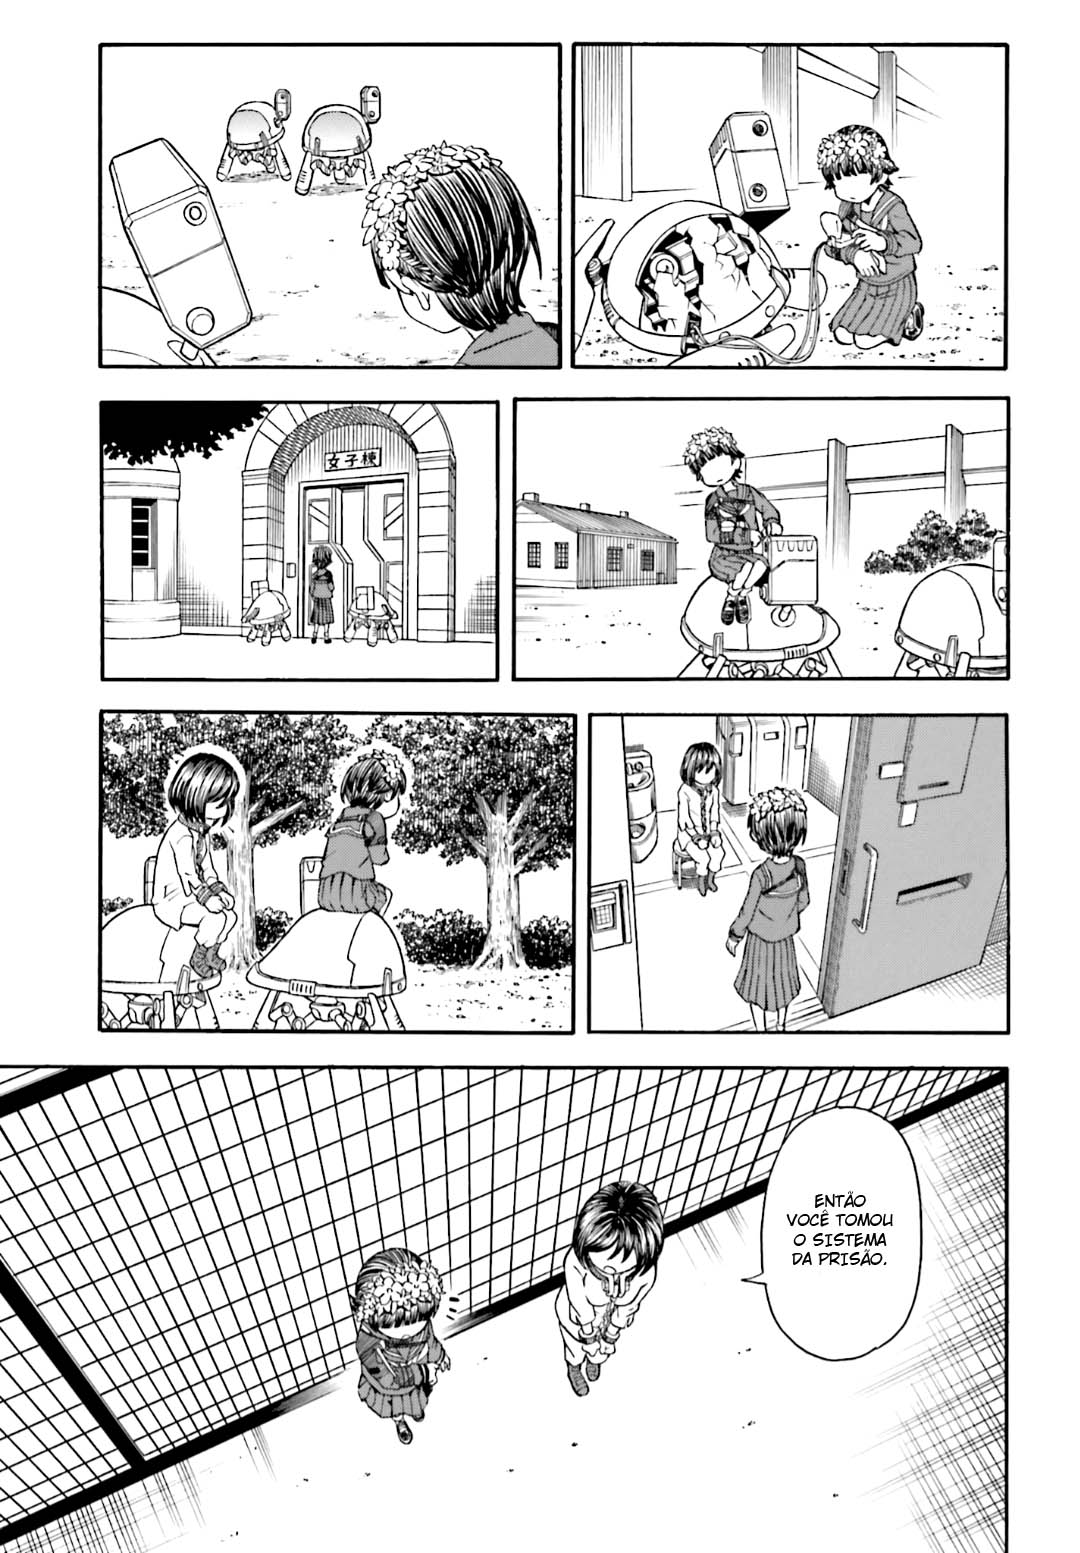 女子棟
ENTÃO
VOCÊ TOMOU
O SISTEMA
DA PRISÃO.